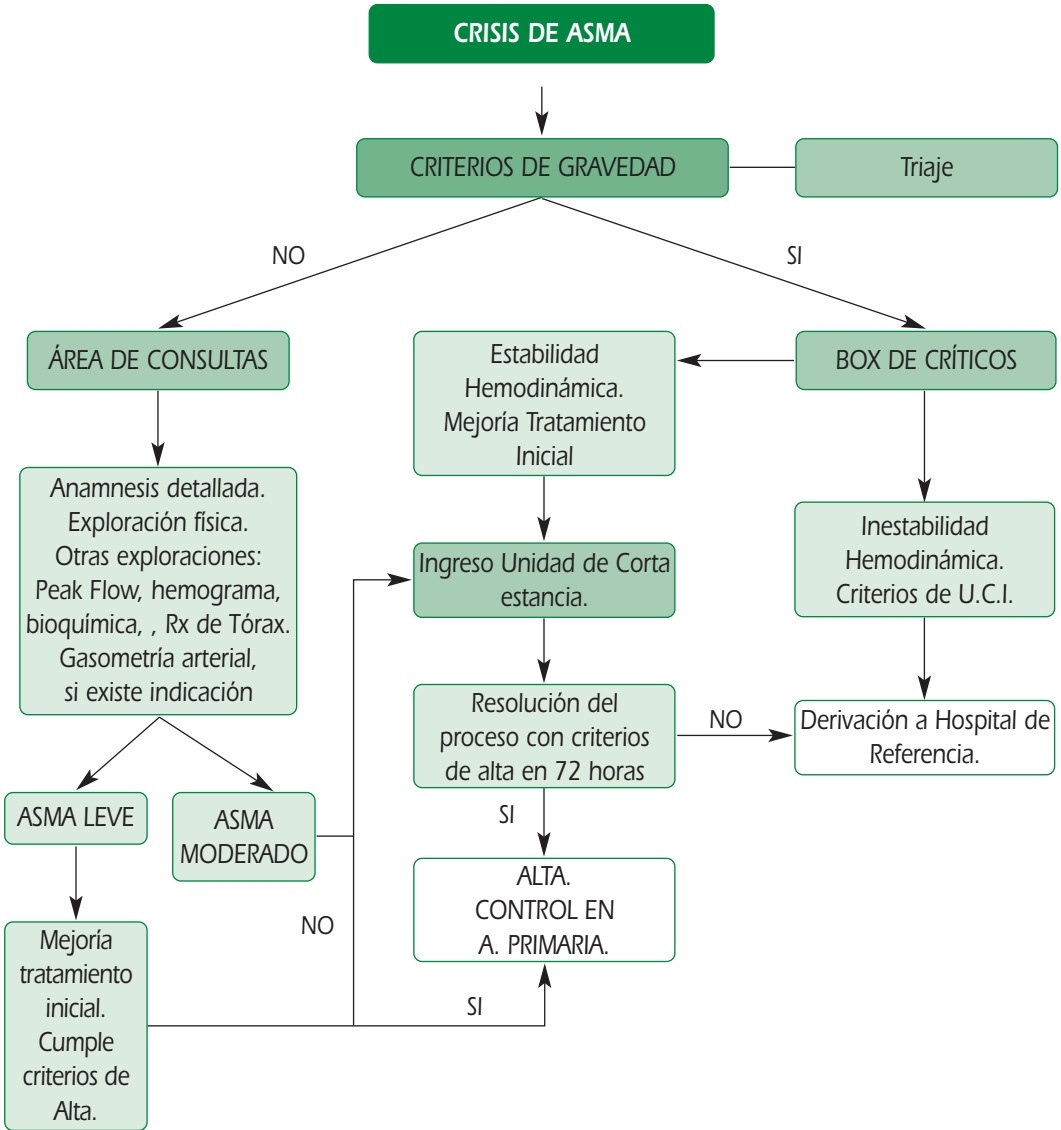 CRISIS DE ASMA
CRITERIOS DE GRAVEDAD
Triaje
NO
SI
ÁREA DE CONSULTAS
Estabilidad
Hemodinámica.
Mejoría Tratamiento
Inicial
BOX DE CRÍTICOS
Anamnesis detallada.
Exploración física.
Otras exploraciones:
Peak Flow, hemograma,
bioquímica, , Rx de Tórax.
Gasometría arterial,
si existe indicación
Ingreso Unidad de Corta
estancia.
Inestabilidad
Hemodinámica.
Criterios de U.C.I.
Resolución del
proceso con criterios
de alta en 72 horas
NO
Derivación a Hospital de
Referencia.
ASMA LEVE
ASMA
MODERADO
SI
ALTA.
CONTROL EN
A. PRIMARIA.
NO
Mejoría
tratamiento
inicial.
Cumple
criterios de
Alta.
SI